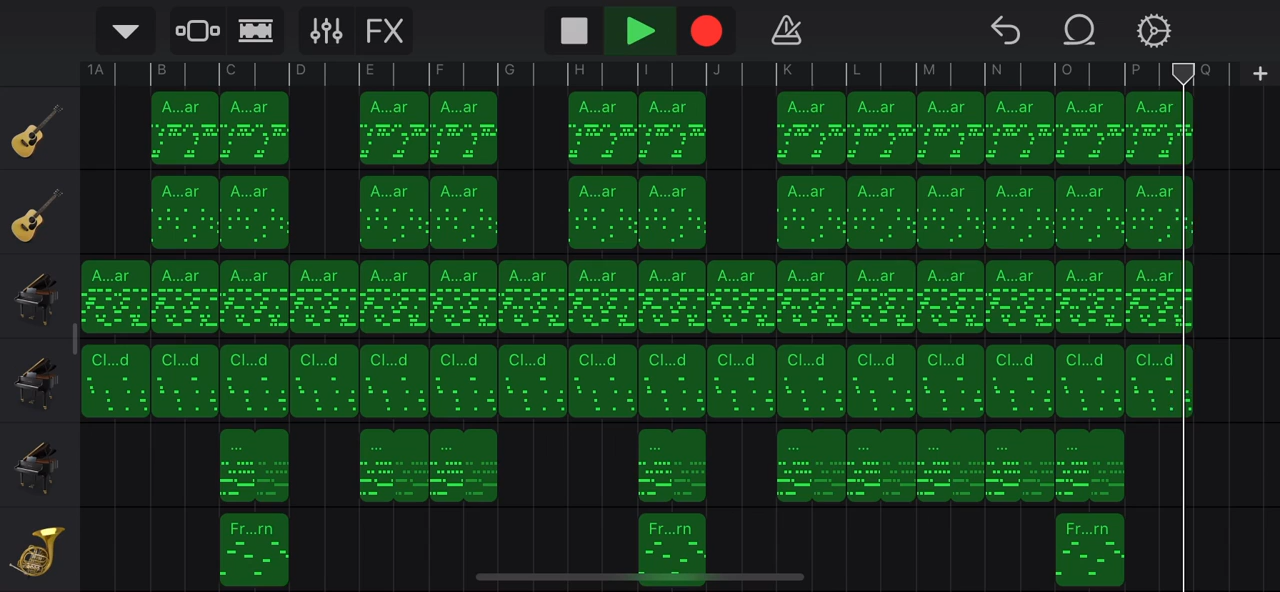 FX
1A B C D E F G H I J K L M N O P Q +
A...ar A...ar A...ar A...ar A...ar A...ar A...ar A...ar A...ar A...ar A...ar A...ar
A...ar A...ar A...ar A...ar A...ar A...ar A...ar A...ar A...ar A...ar A...ar A...ar
A...ar A...ar A...ar A...ar A...ar A...ar A...ar A...ar A...ar A...ar A...ar A...ar A...ar A...ar A...ar A...ar
Cl...d Cl...d Cl...d Cl...d Cl...d Cl...d Cl...d Cl...d Cl...d Cl...d Cl...d Cl...d Cl...d Cl...d Cl...d Cl...d
... ... ... ... ... ... ... ... ...
Fr...rn Fr...rn Fr...rn